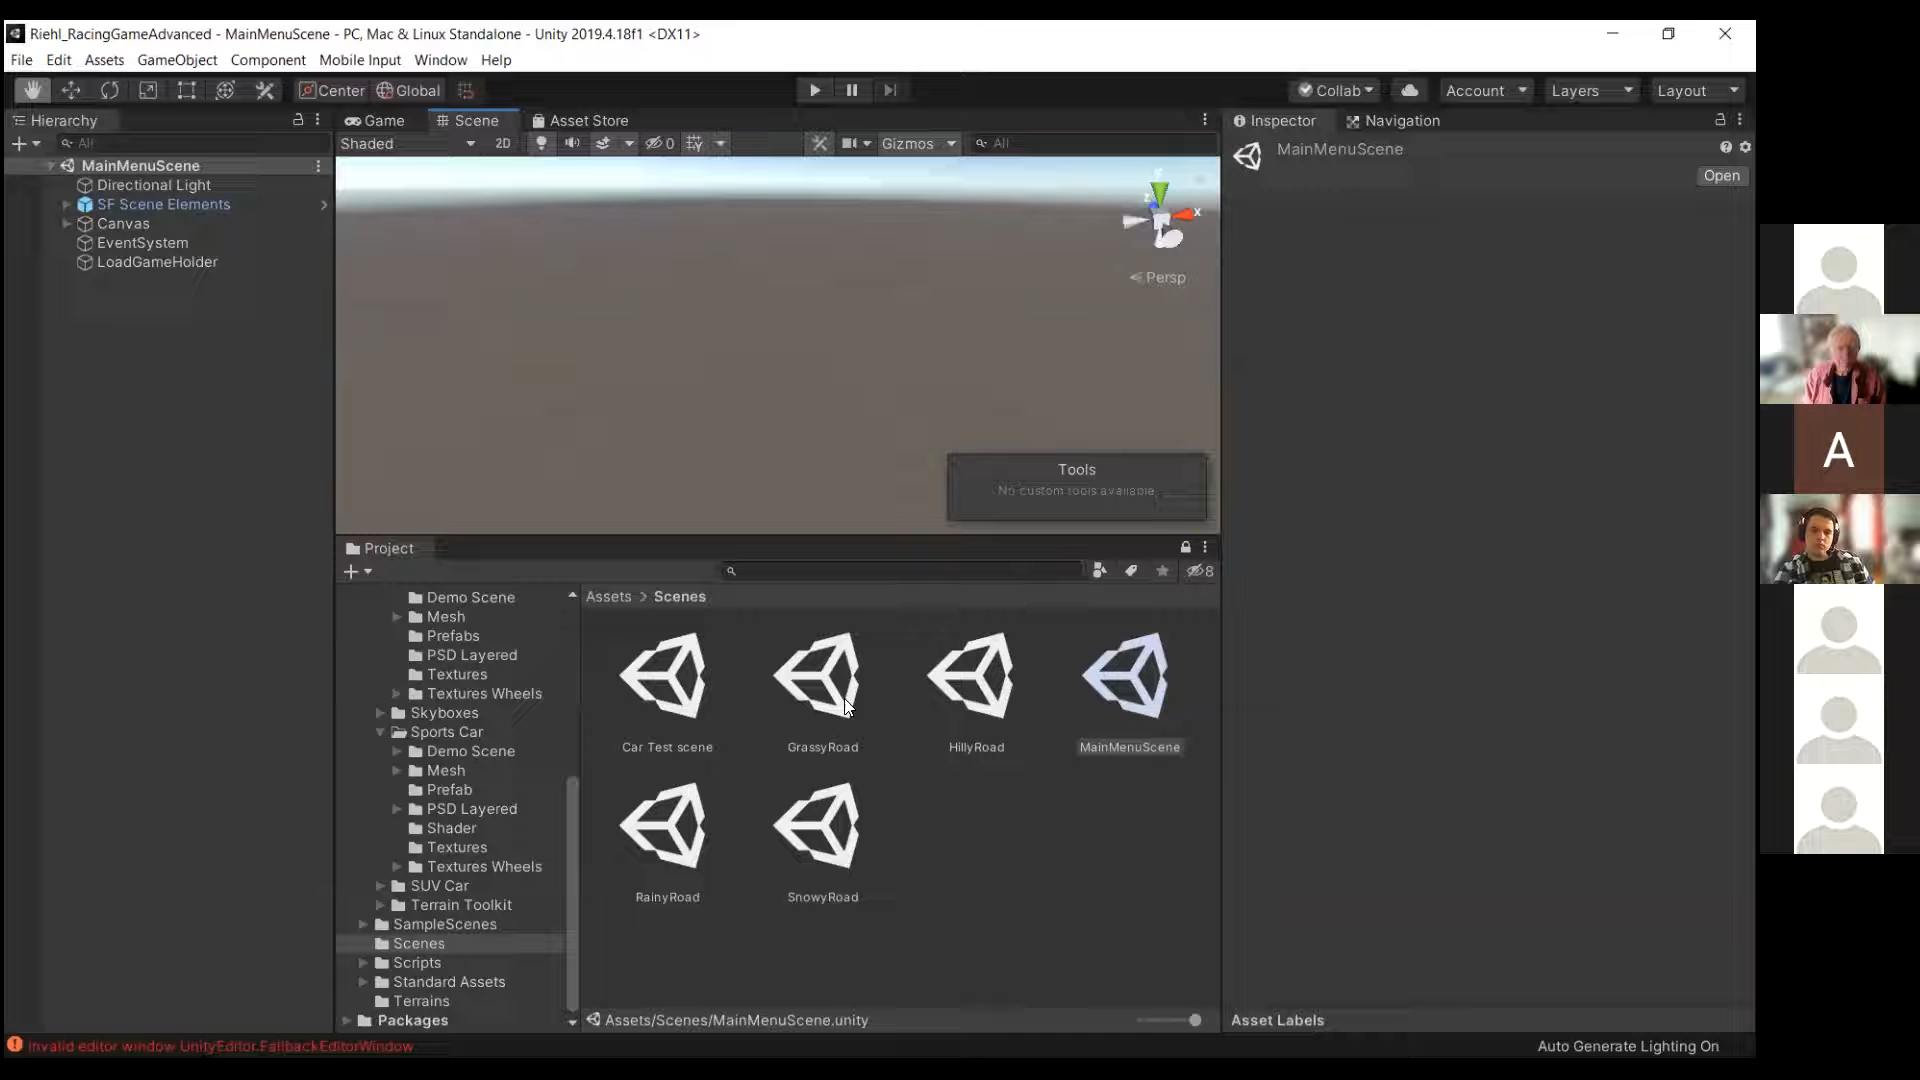 Riehl_RacingGameAdvanced - MainMenuScene - PC, Mac & Linux Standalone - Unity 2019.4.18f1 <DX11>
File Edit Assets GameObject Component Mobile Input Window Help
Center Global Collab Account Layers Layout
Hierarchy
All
MainMenuScene
Directional Light
SF Scene Elements
Canvas
EventSystem
LoadGameHolder
Game Scene Asset Store
Shaded 2D 0 Gizmos All
Y
Z
X
Persp
Tools
No custom tools available
Inspector Navigation
MainMenuScene
Open
A
Project
8
Demo Scene
Mesh
Prefabs
PSD Layered
Textures
Textures Wheels
Skyboxes
Sports Car
Demo Scene
Mesh
Prefab
PSD Layered
Shader
Textures
Textures Wheels
SUV Car
Terrain Toolkit
SampleScenes
Scenes
Scripts
Standard Assets
Terrains
Packages
Assets > Scenes
Car Test scene GrassyRoad HillyRoad MainMenuScene
RainyRoad SnowyRoad
Assets/Scenes/MainMenuScene.unity
Asset Labels
Invalid editor window UnityEditor.FallbackEditorWindow
Auto Generate Lighting On